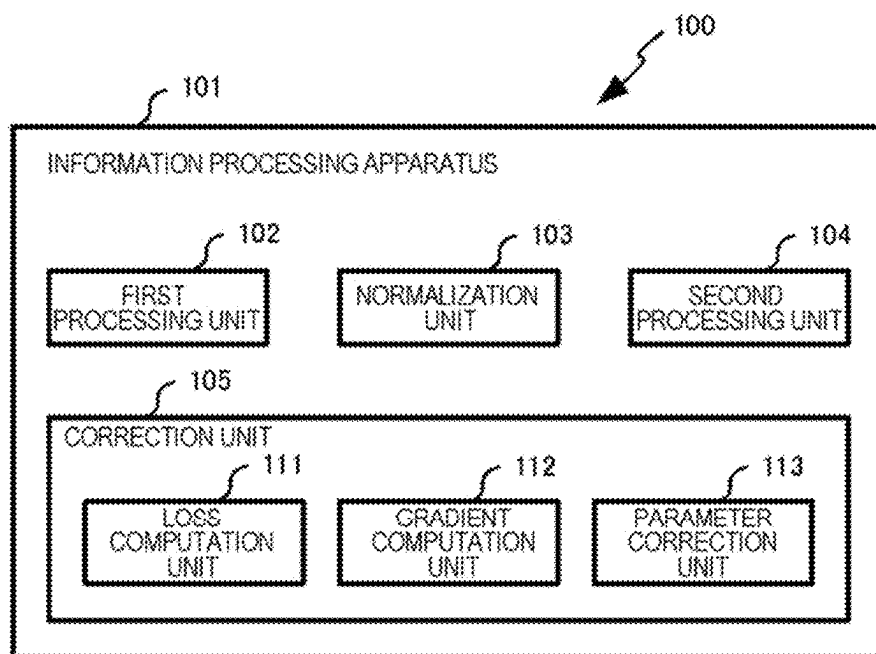 100
101
INFORMATION PROCESSING APPARATUS
102
103
104
FIRST
PROCESSING UNIT
NORMALIZATION
UNIT
SECOND
PROCESSING UNIT
105
CORRECTION UNIT
111
112
113
LOSS
COMPUTATION
UNIT
GRADIENT
COMPUTATION
UNIT
PARAMETER
CORRECTION
UNIT